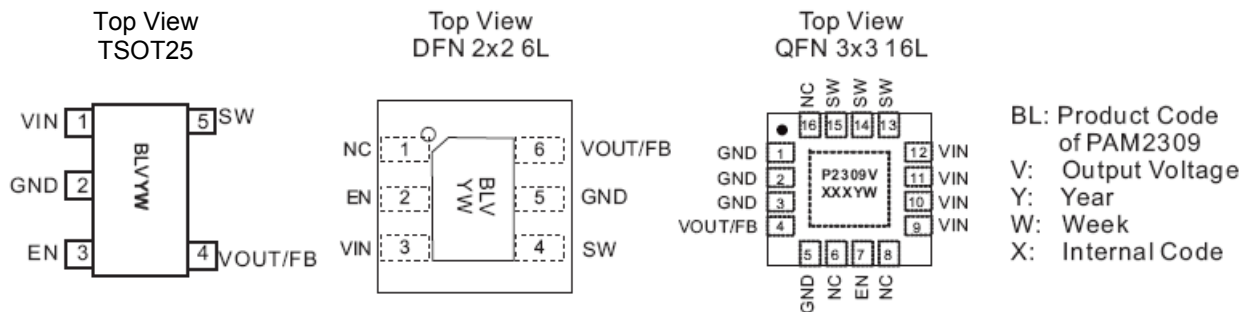 Top View
TSOT25
VIN 1
GND 2
EN 3
5 SW
4 VOUT/FB
BLVYW
Top View
DFN 2x2 6L
NC 1
EN 2
VIN 3
6 VOUT/FB
5 GND
4 SW
BLV
YW
Top View
QFN 3x3 16L
NC SW SW SW
16 15 14 13
GND 1
GND 2
GND 3
VOUT/FB 4
12 VIN
11 VIN
10 VIN
9 VIN
P2309V
XXXYW
5 6 7 8
GND NC EN NC
BL: Product Code
of PAM2309
V: Output Voltage
Y: Year
W: Week
X: Internal Code